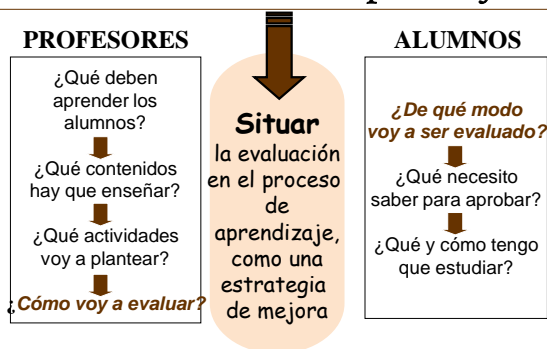 PROFESORES
¿Qué deben
aprender los
alumnos?
¿Qué contenidos
hay que enseñar?
¿Qué actividades
voy a plantear?
¿Cómo voy a evaluar?
Situar
la evaluación
en el proceso
de
aprendizaje,
como una
estrategia
de mejora
ALUMNOS
¿De qué modo
voy a ser evaluado?
¿Qué necesito
saber para aprobar?
¿Qué y cómo tengo
que estudiar?